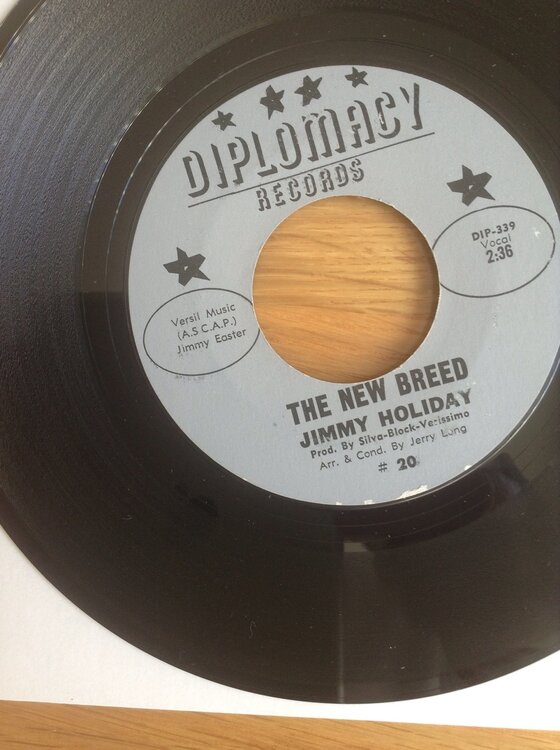 DIPLOMACY
RECORDS
DIP-339
Vocal
2:36
Versil Music
(A.S.C.A.P.)
Jimmy Easter
THE NEW BREED
JIMMY HOLIDAY
Prod. By Silva-Block-Verissimo
Arr. & Cond. By Jerry Long
# 20